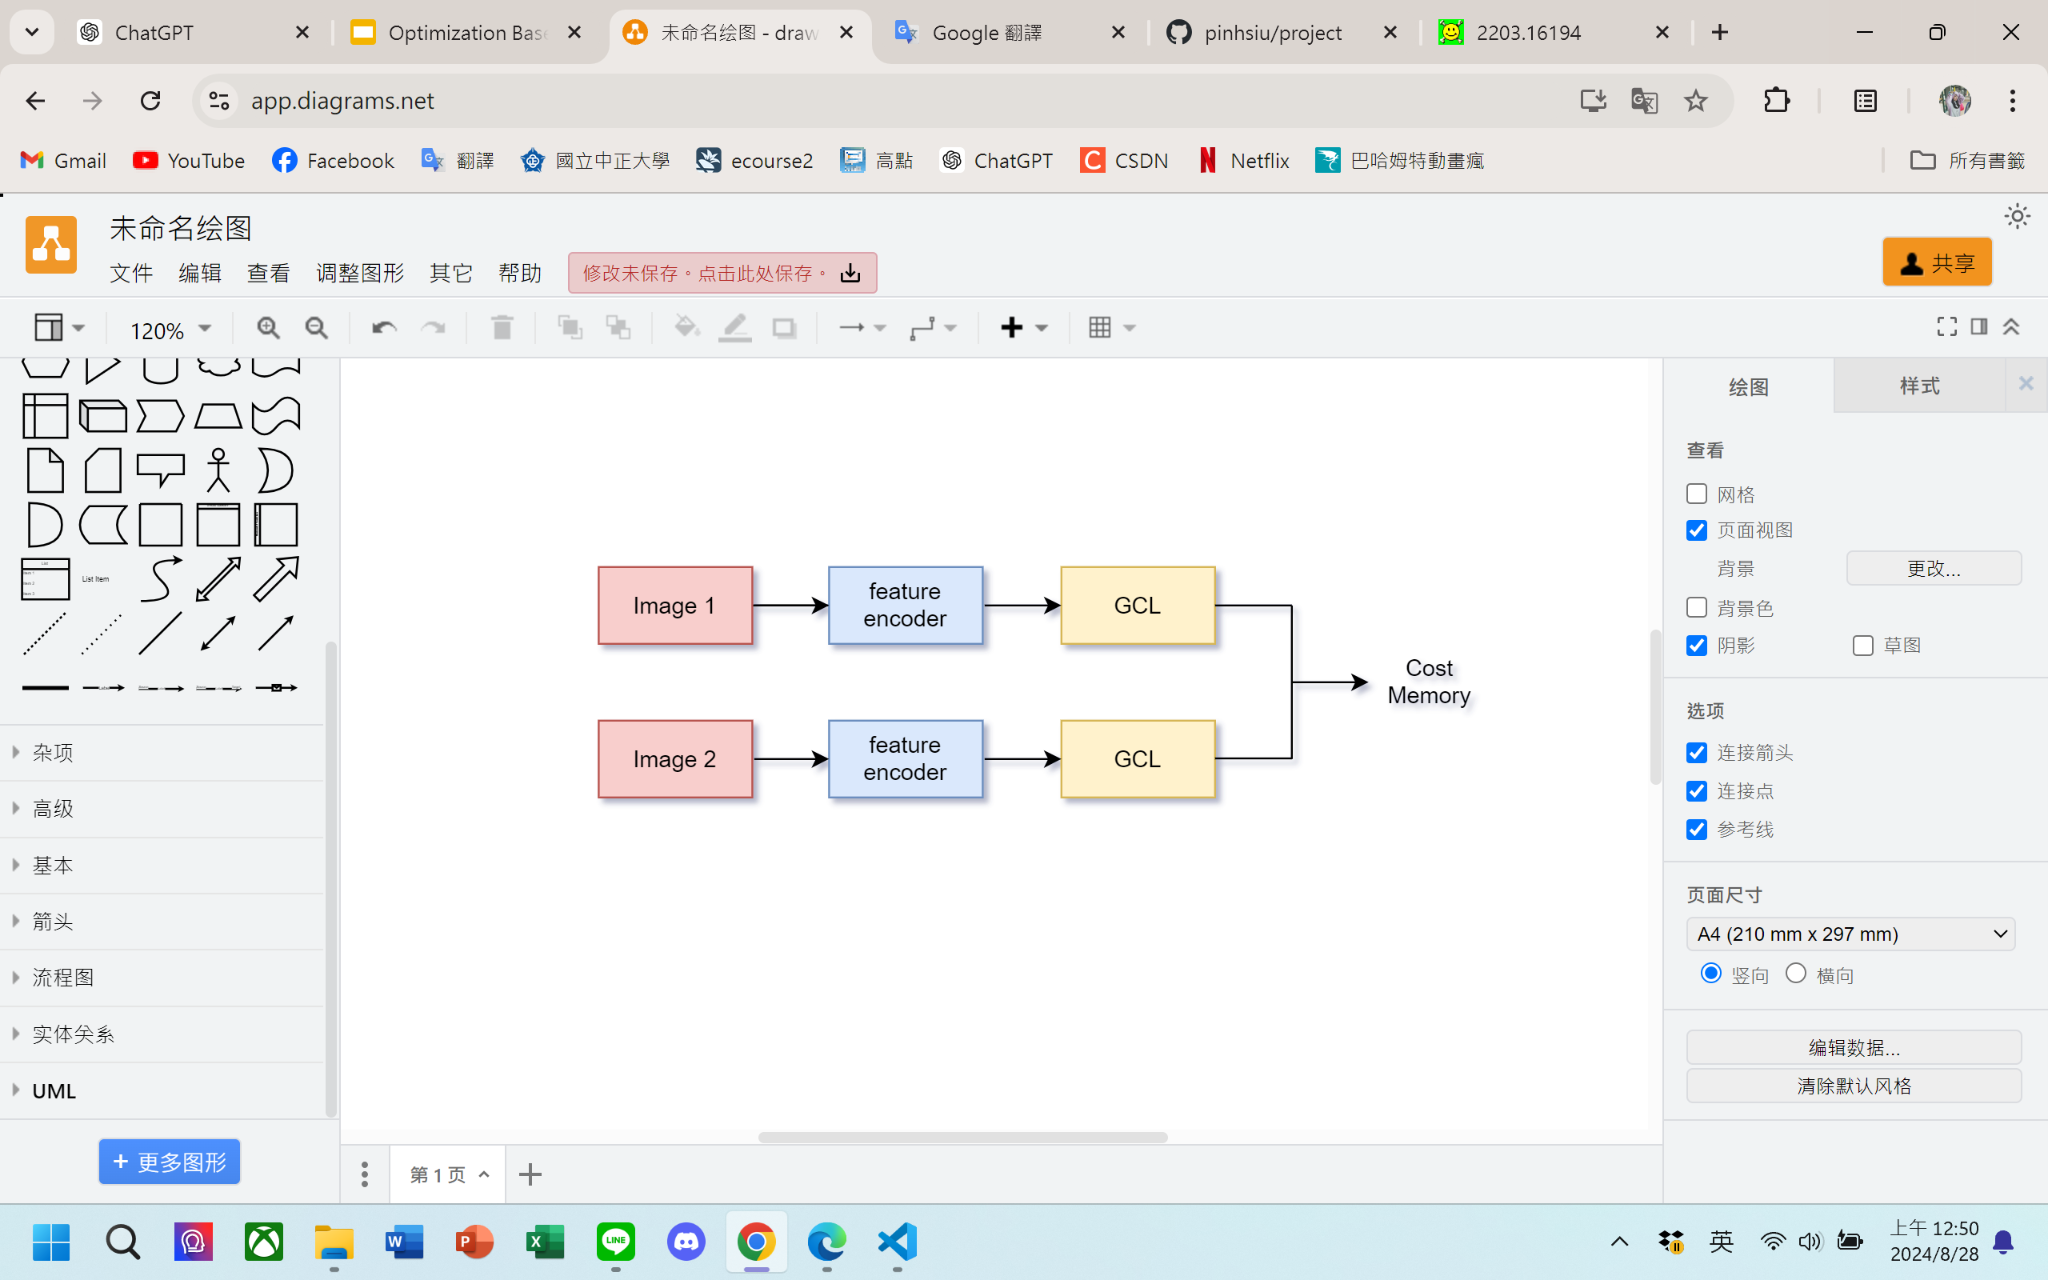 ChatGPT
Optimization Bas
未命名绘图 - draw
Google 翻譯
pinhsiu/project
2203.16194
app.diagrams.net
Gmail
YouTube
Facebook
翻譯
國立中正大學
ecourse2
高點
ChatGPT
CSDN
Netflix
巴哈姆特動畫瘋
所有書籤
未命名绘图
文件
编辑
查看
调整图形
其它
帮助
修改未保存。点击此处保存。
共享
120%
List Item
杂项
高级
基本
箭头
流程图
实体关系
UML
+ 更多图形
Image 1
feature
encoder
GCL
Cost
Memory
Image 2
feature
encoder
GCL
绘图
样式
查看
网格
页面视图
背景
更改...
背景色
阴影
草图
选项
连接箭头
连接点
参考线
页面尺寸
A4 (210 mm x 297 mm)
竖向
横向
编辑数据...
清除默认风格
第 1 页
LINE
英
上午 12:50
2024/8/28